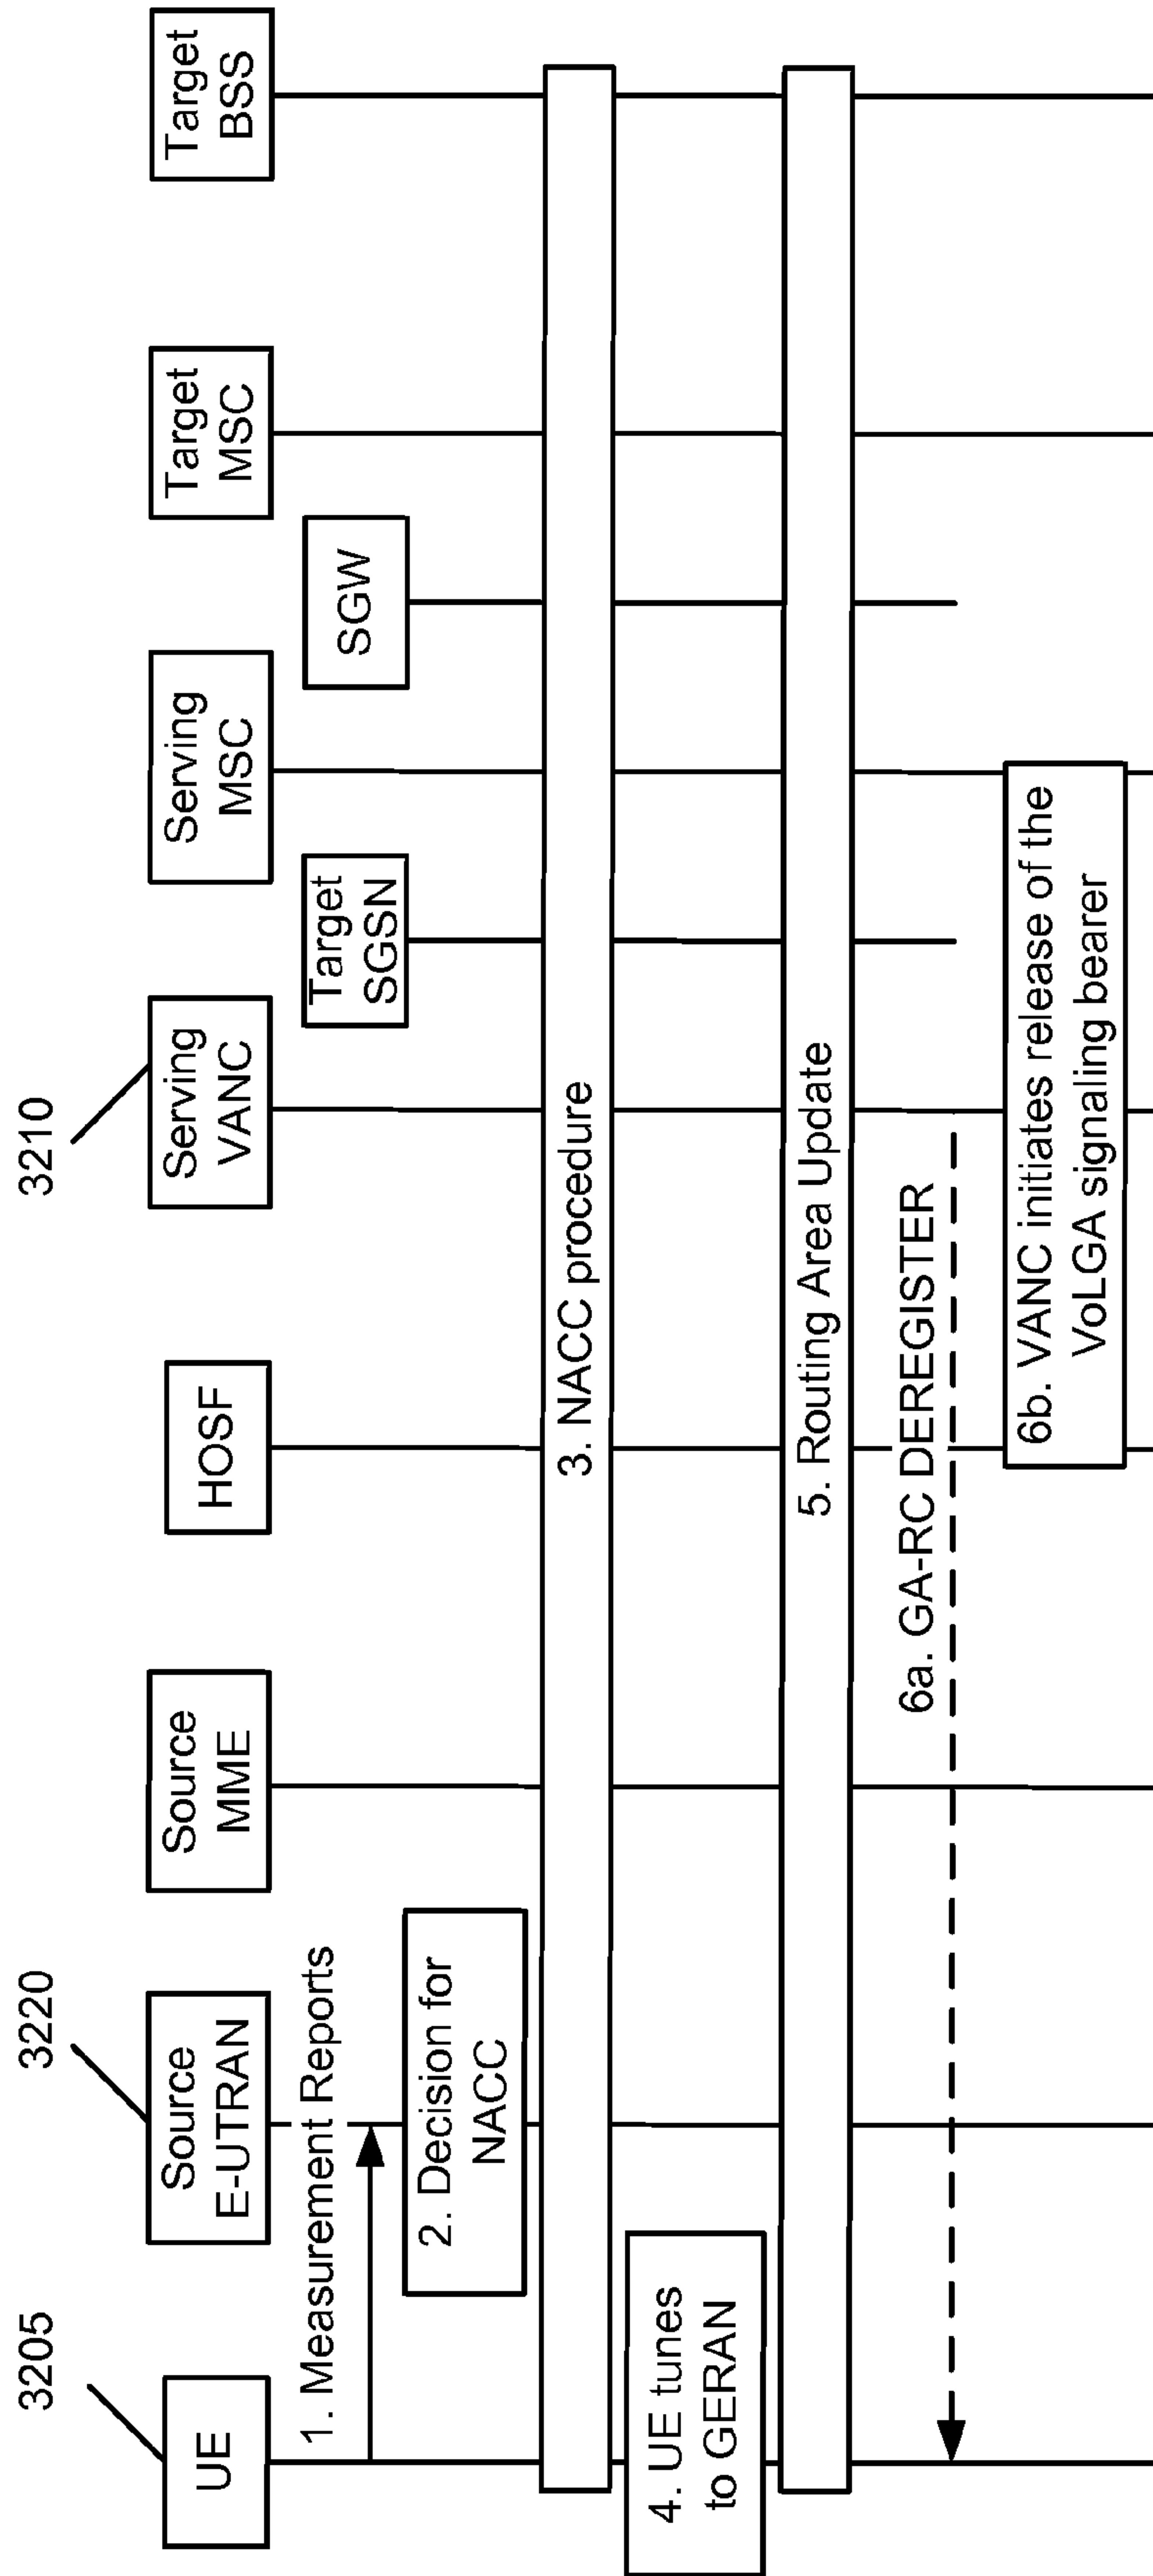 3205
3220
3210
UE
Source
E-UTRAN
Source
MME
HOSF
Serving
VANC
Target
SGSN
Serving
MSC
SGW
Target
MSC
Target
BSS
1. Measurement Reports
2. Decision for
NACC
3. NACC procedure
4. UE tunes
to GERAN
5. Routing Area Update
6a. GA-RC DEREGISTER
6b. VANC initiates release of the
VoLGA signaling bearer